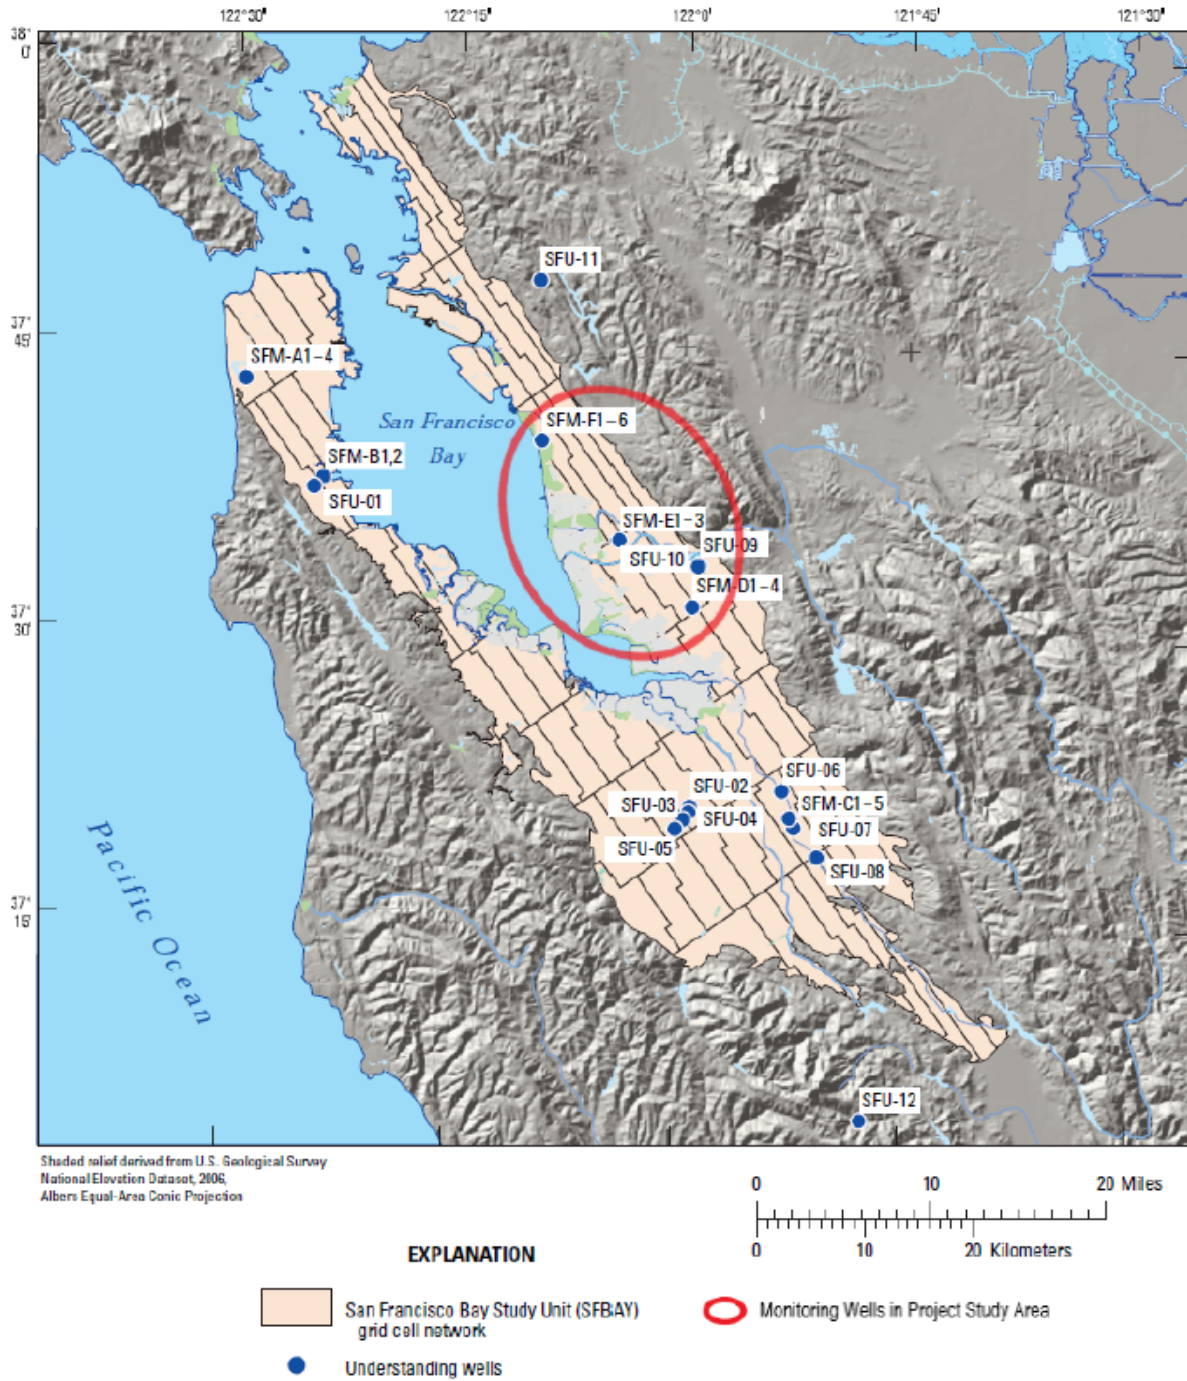 122°30'
122°15'
122°0'
121°45'
121°30'
38°
0'
SFU-11
37°
45'
SFM-A1–4
San Francisco
Bay
SFM-F1–6
SFM-B1,2
SFU-01
SFM-E1–3
SFU-09
SFU-10
SFM-D1–4
37°
30'
SFU-06
SFU-02
SFU-03
SFM-C1–5
SFU-04
SFU-07
SFU-05
SFU-08
Pacific Ocean
37°
15'
SFU-12
Shaded relief derived from U.S. Geological Survey
National Elevation Dataset, 2006,
Albers Equal-Area Conic Projection
0 10 20 Miles
0 10 20 Kilometers
EXPLANATION
San Francisco Bay Study Unit (SFBAY)
grid cell network
Monitoring Wells in Project Study Area
Understanding wells